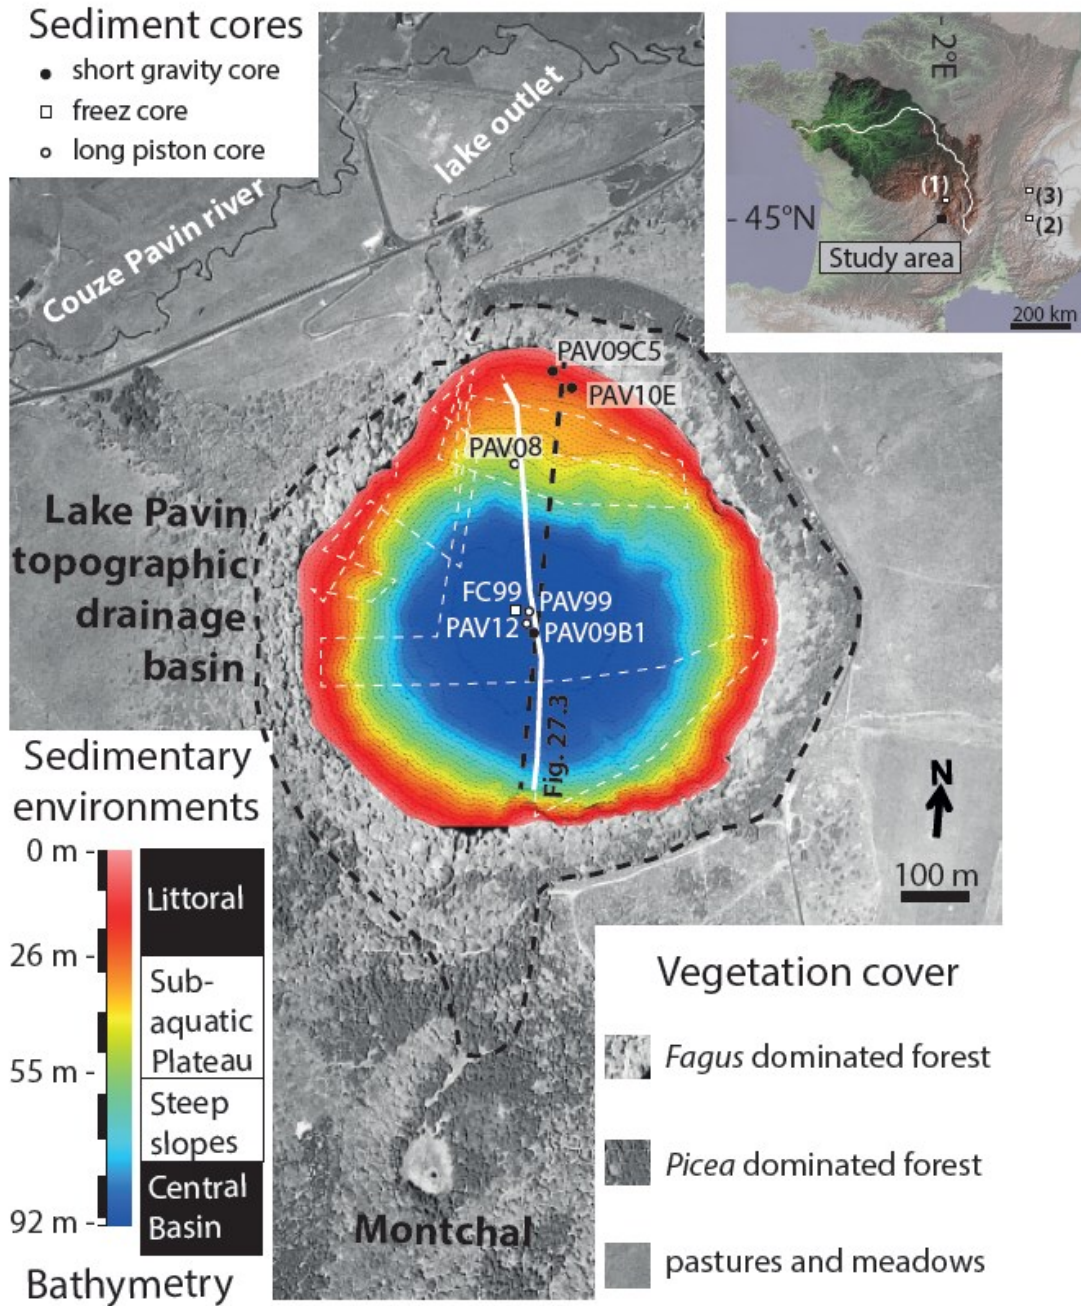 Sediment cores
short gravity core
freez core
long piston core
Couze Pavin river
lake outlet
- 2°E
- 45°N
(1)
(3)
(2)
Study area
200 km
PAV09C5
PAV10E
PAV08
Lake Pavin
topographic
drainage
basin
FC99
PAV99
PAV12
PAV09B1
Fig. 27.3
N
100 m
Sedimentary
environments
0 m -
Littoral
26 m -
Sub-
aquatic
Plateau
55 m -
Steep
slopes
Central
Basin
92 m -
Bathymetry
Montchal
Vegetation cover
Fagus dominated forest
Picea dominated forest
pastures and meadows